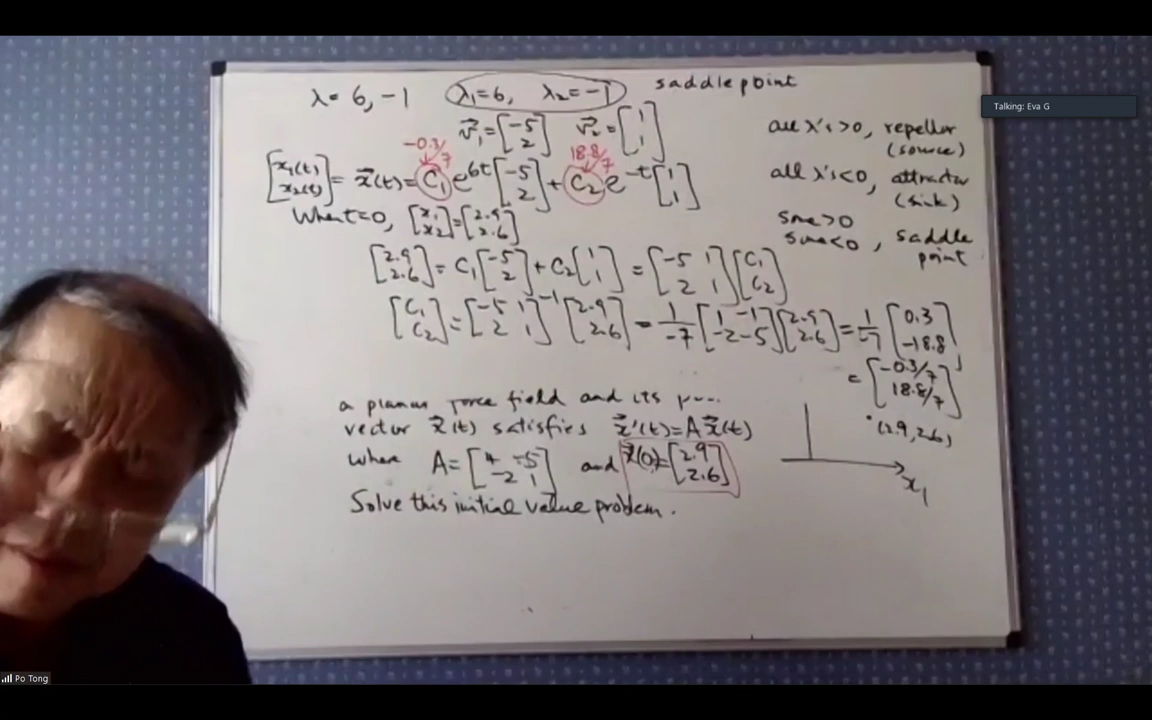 λ = 6, -1   λ₁=6, λ₂=-1   saddle point
v⃗₁=[-5; 2]   v⃗₂=[1; 1]
-0.3/7   18.8/7
[x₁(t); x₂(t)] = x⃗(t) = C₁ e^{6t} [-5; 2] + C₂ e^{-t} [1; 1]
When t=0, [x₁; x₂] = [2.9; 2.6]
[2.9; 2.6] = C₁ [-5; 2] + C₂ [1; 1] = [-5 1; 2 1] [C₁; C₂]
[C₁; C₂] = [-5 1; 2 1]^{-1} [2.9; 2.6] = 1/-7 [1 -1; -2 -5] [2.9; 2.6] = 1/-7 [0.3; -18.8]
= [-0.3/7; 18.8/7]
all λ's >0, repellor
(source)
all λ's <0, attractor
(sink)
some >0
some <0, saddle
point
a planar force field and its
vector x⃗(t) satisfies x⃗'(t)=A x⃗(t)
where A = [4 -5; -2 1] and x⃗(0)=[2.9; 2.6]
Solve this initial value problem.
(2.9, 2.6)
x₁
Talking: Eva G
Po Tong